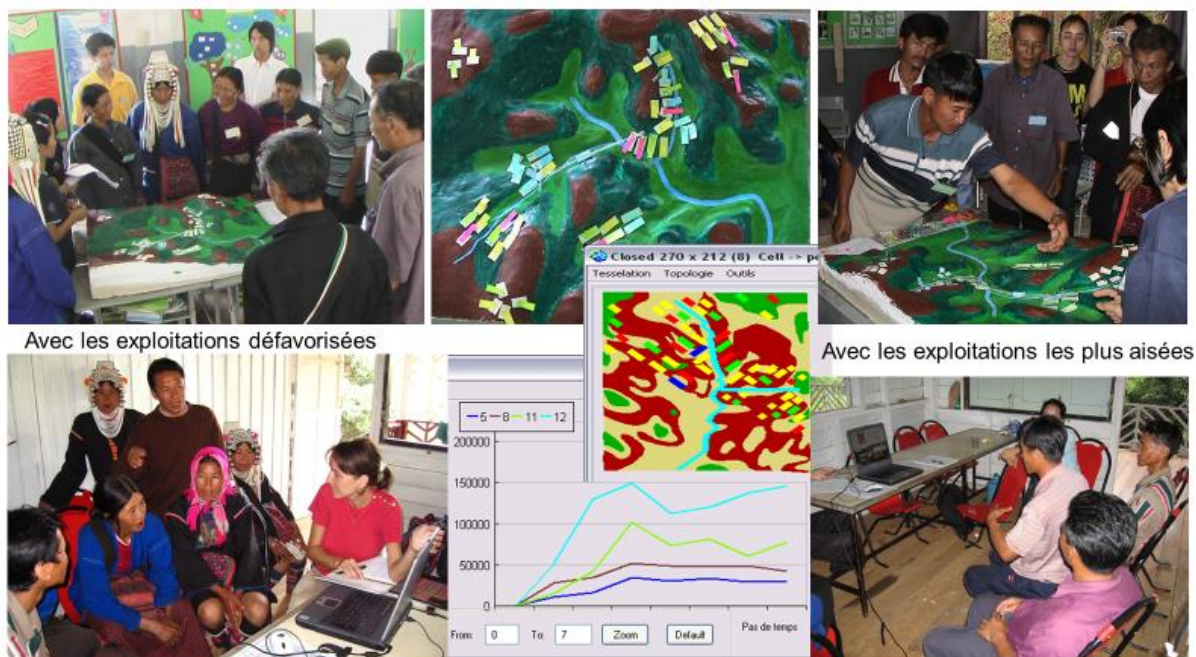 Avec les exploitations défavorisées
Avec les exploitations les plus aisées
Closed 270 x 212 (8) Cell ->
Tesselation Topologie Outils
5 8 11 12
200000
150000
100000
50000
0
From: 0 To: 7 Zoom Default
Pas de temps